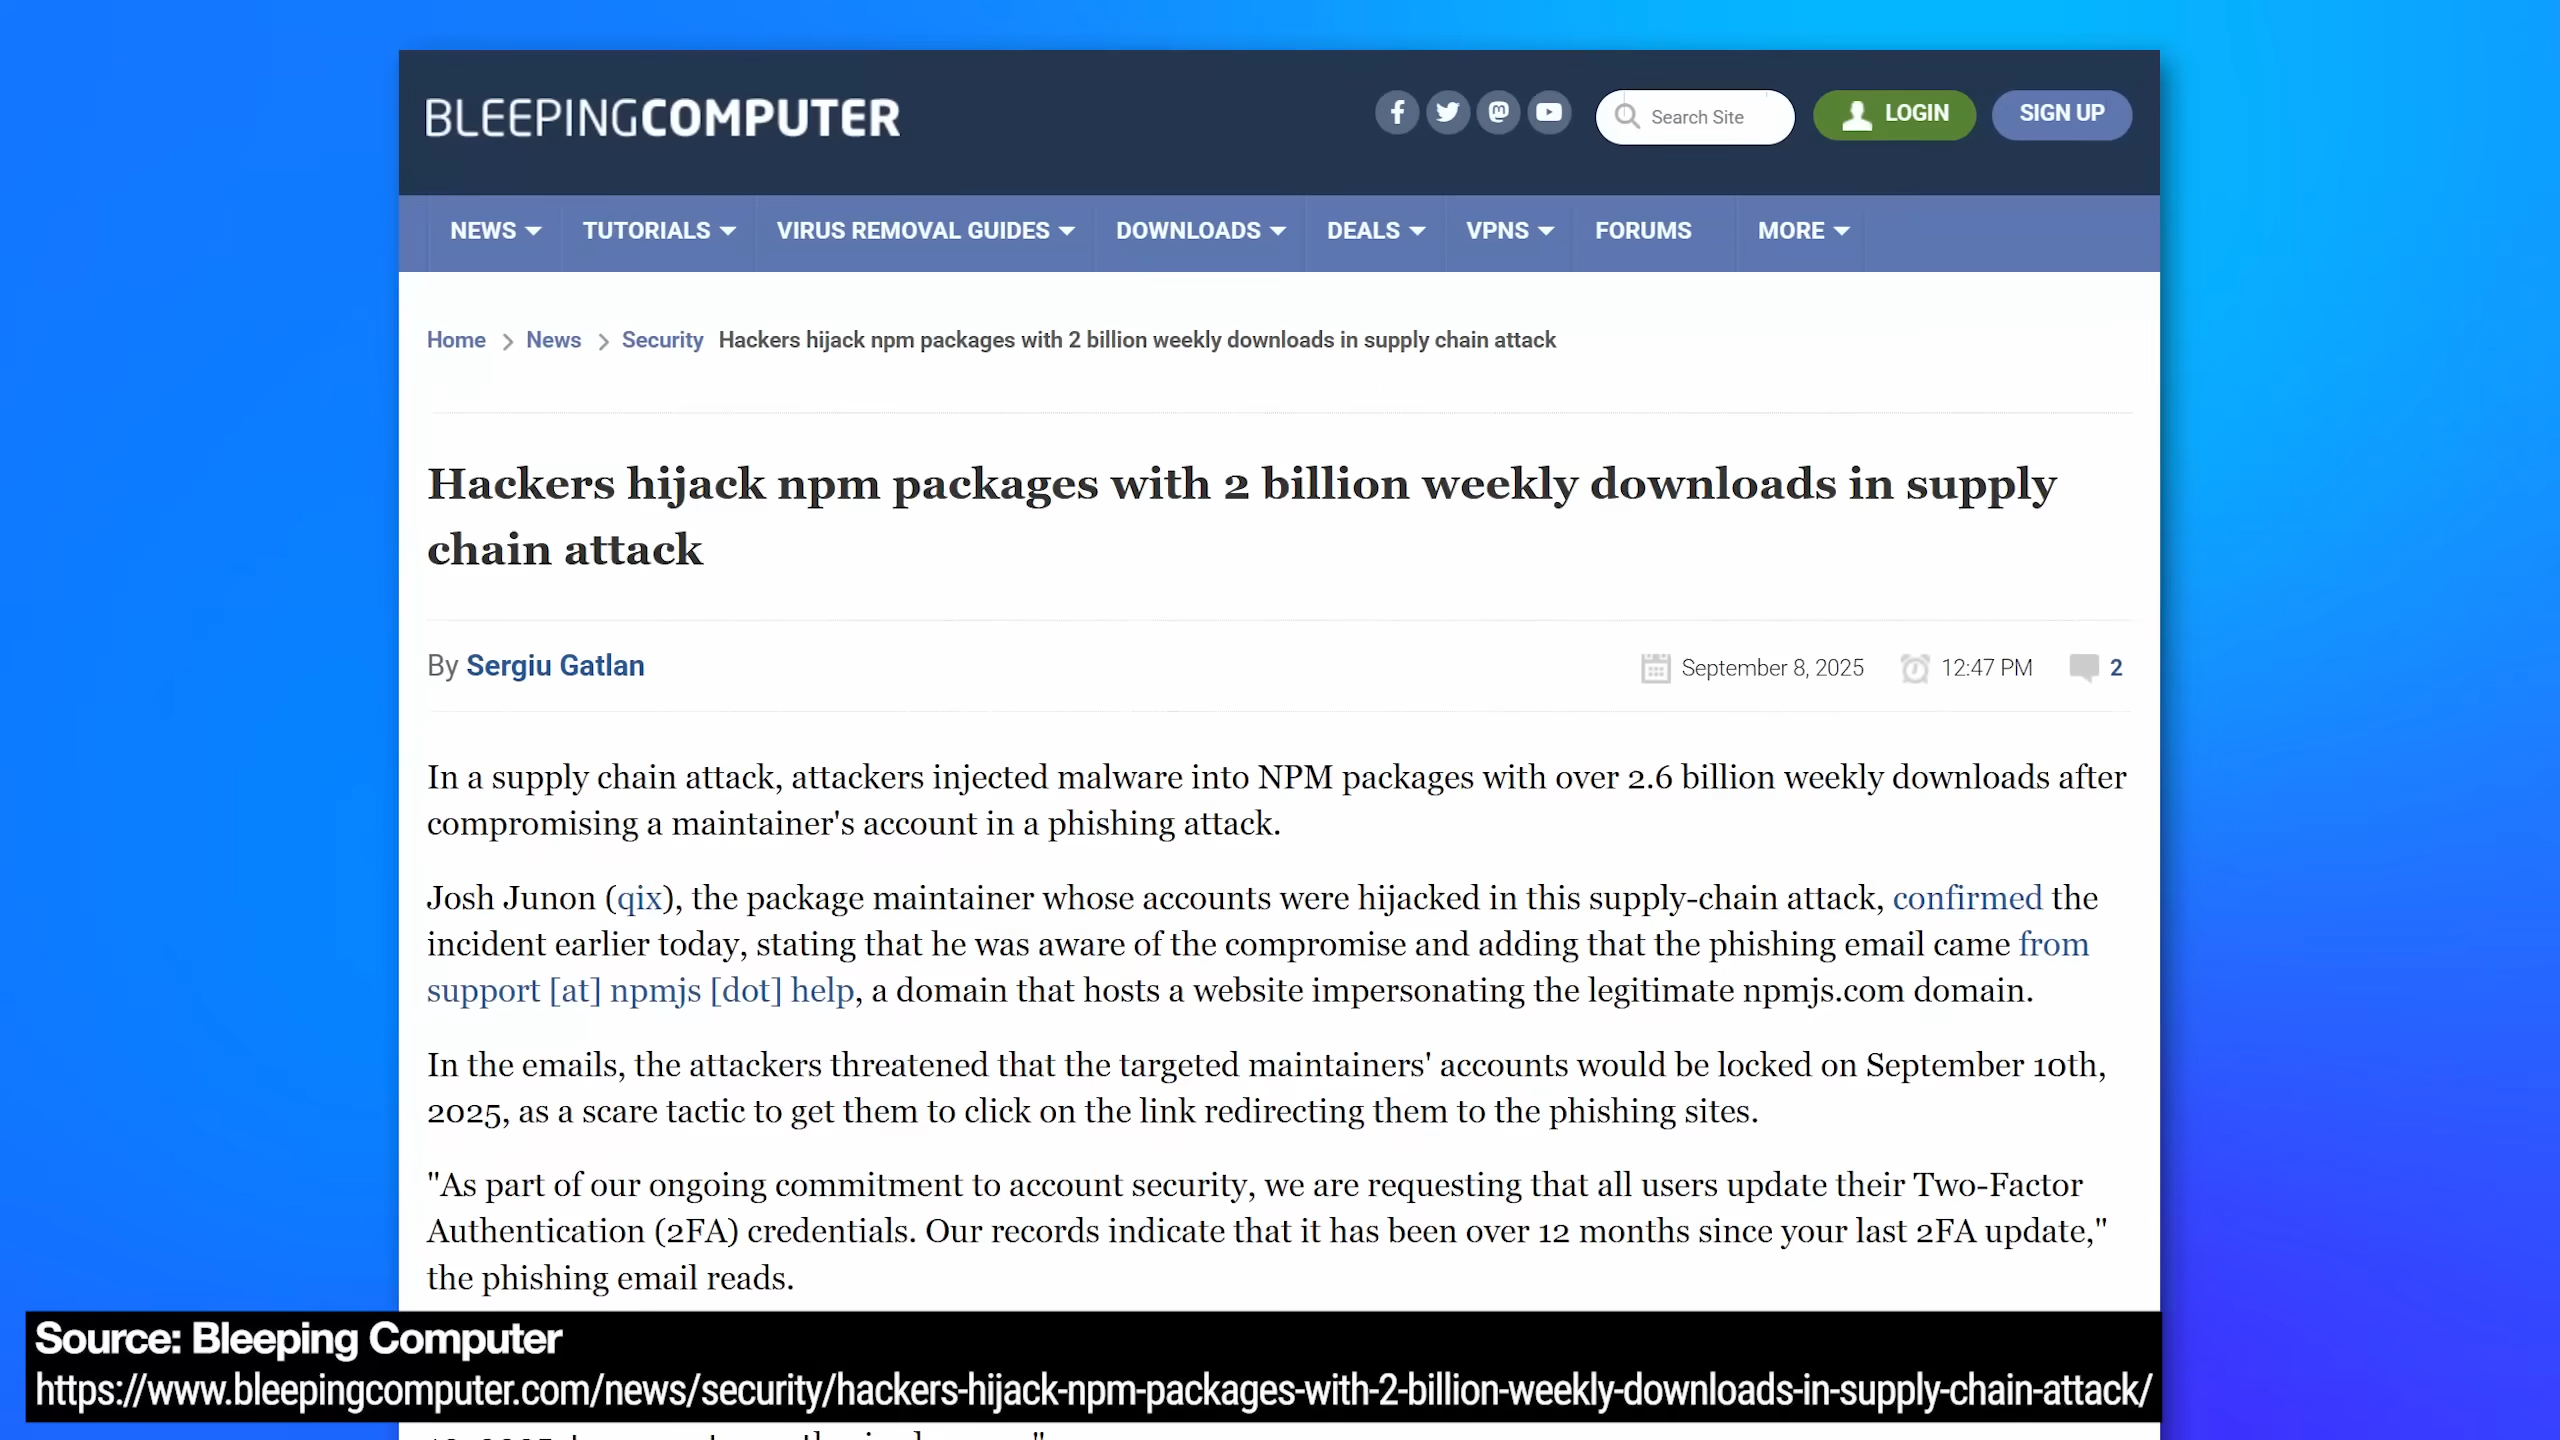 BLEEPINGCOMPUTER
Search Site
LOGIN
SIGN UP
NEWS TUTORIALS VIRUS REMOVAL GUIDES DOWNLOADS DEALS VPNS FORUMS MORE
Home > News > Security Hackers hijack npm packages with 2 billion weekly downloads in supply chain attack
Hackers hijack npm packages with 2 billion weekly downloads in supply
chain attack
By Sergiu Gatlan
September 8, 2025 12:47 PM 2
In a supply chain attack, attackers injected malware into NPM packages with over 2.6 billion weekly downloads after
compromising a maintainer's account in a phishing attack.
Josh Junon (qix), the package maintainer whose accounts were hijacked in this supply-chain attack, confirmed the
incident earlier today, stating that he was aware of the compromise and adding that the phishing email came from
support [at] npmjs [dot] help, a domain that hosts a website impersonating the legitimate npmjs.com domain.
In the emails, the attackers threatened that the targeted maintainers' accounts would be locked on September 10th,
2025, as a scare tactic to get them to click on the link redirecting them to the phishing sites.
"As part of our ongoing commitment to account security, we are requesting that all users update their Two-Factor
Authentication (2FA) credentials. Our records indicate that it has been over 12 months since your last 2FA update,"
the phishing email reads.
Source: Bleeping Computer
https://www.bleepingcomputer.com/news/security/hackers-hijack-npm-packages-with-2-billion-weekly-downloads-in-supply-chain-attack/